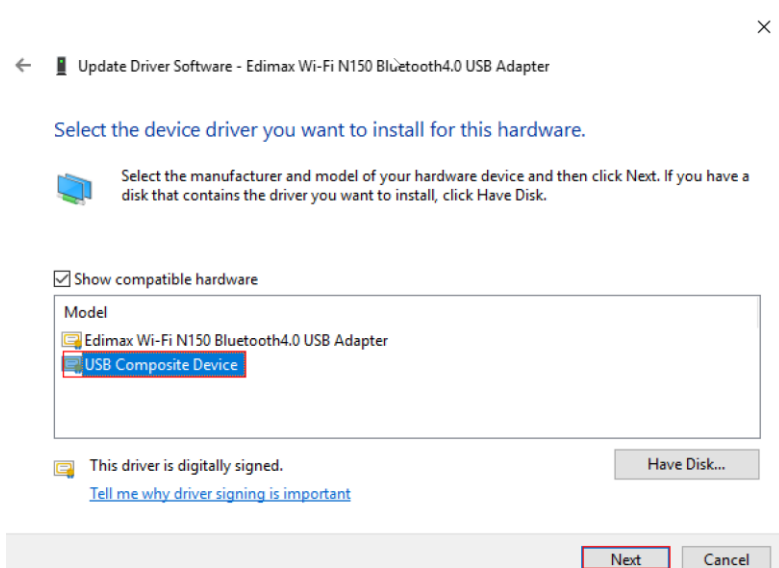 Update Driver Software - Edimax Wi-Fi N150 Bluetooth4.0 USB Adapter
Select the device driver you want to install for this hardware.
Select the manufacturer and model of your hardware device and then click Next. If you have a
disk that contains the driver you want to install, click Have Disk.
Show compatible hardware
Model
Edimax Wi-Fi N150 Bluetooth4.0 USB Adapter
USB Composite Device
This driver is digitally signed.
Have Disk...
Tell me why driver signing is important
Next
Cancel